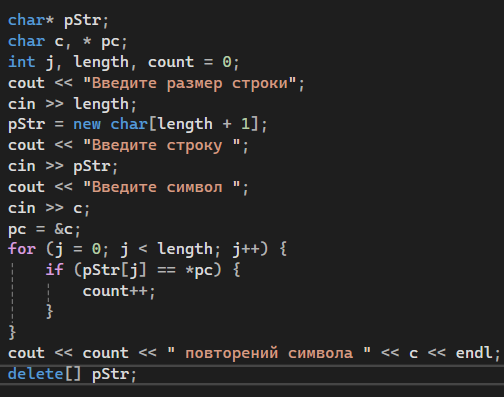 char* pStr;
char c, * pc;
int j, length, count = 0;
cout << "Введите размер строки";
cin >> length;
pStr = new char[length + 1];
cout << "Введите строку ";
cin >> pStr;
cout << "Введите символ ";
cin >> c;
pc = &c;
for (j = 0; j < length; j++) {
    if (pStr[j] == *pc) {
        count++;
    }
}
cout << count << " повторений символа " << c << endl;
delete[] pStr;